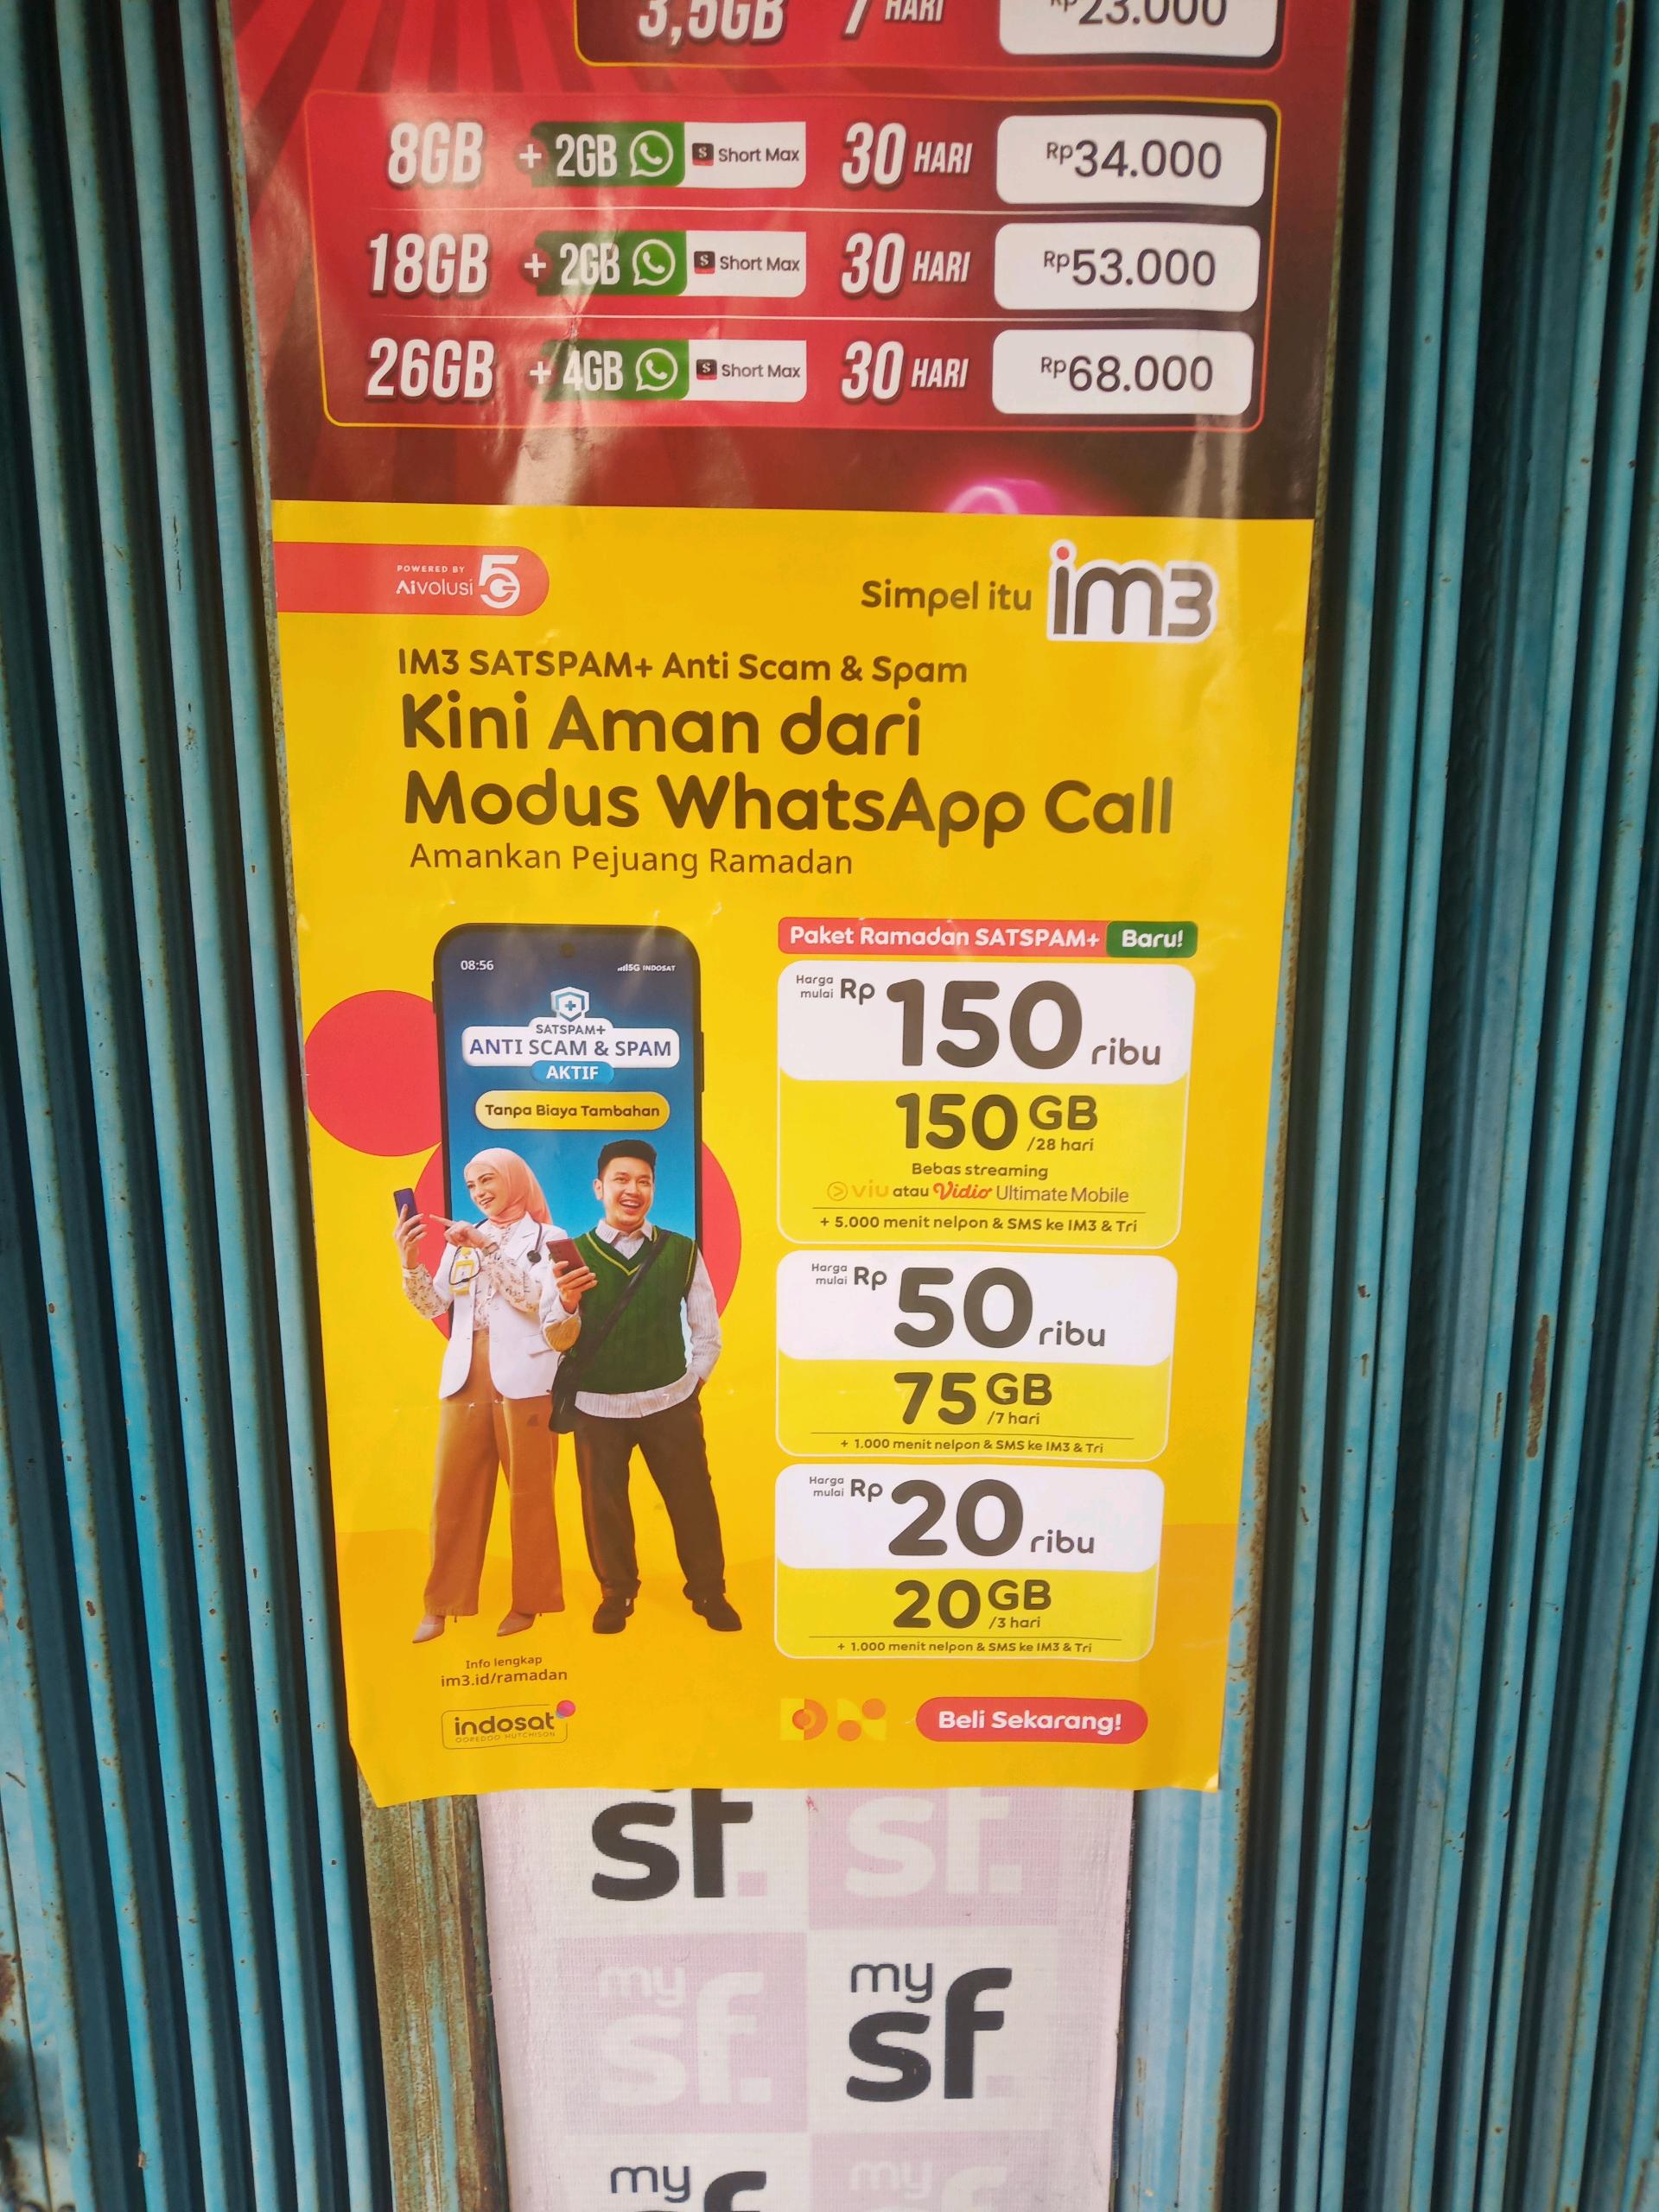 3,5GB 7 HARI Rp23.000
8GB + 2GB S Short Max 30 HARI Rp34.000
18GB + 2GB S Short Max 30 HARI Rp53.000
26GB + 4GB S Short Max 30 HARI Rp68.000
POWERED BY
Aivolusi 5G
Simpel itu im3
IM3 SATSPAM+ Anti Scam & Spam
Kini Aman dari
Modus WhatsApp Call
Amankan Pejuang Ramadan
08:56 5G INDOSAT
SATSPAM+
ANTI SCAM & SPAM
AKTIF
Tanpa Biaya Tambahan
Paket Ramadan SATSPAM+ Baru!
Harga mulai Rp 150 ribu
150 GB /28 hari
Bebas streaming
viu atau Vidio Ultimate Mobile
+ 5.000 menit nelpon & SMS ke IM3 & Tri
Harga mulai Rp 50 ribu
75 GB /7 hari
+ 1.000 menit nelpon & SMS ke IM3 & Tri
Harga mulai Rp 20 ribu
20 GB /3 hari
+ 1.000 menit nelpon & SMS ke IM3 & Tri
Info lengkap
im3.id/ramadan
indosat
OOREDOO HUTCHISON
Beli Sekarang!
sf. sf.
my sf. my sf
my my